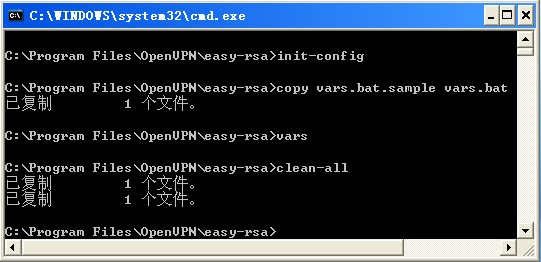 C:\WINDOWS\system32\cmd.exe
C:\Program Files\OpenVPN\easy-rsa>init-config
C:\Program Files\OpenVPN\easy-rsa>copy vars.bat.sample vars.bat
已复制         1 个文件。
C:\Program Files\OpenVPN\easy-rsa>vars
C:\Program Files\OpenVPN\easy-rsa>clean-all
已复制         1 个文件。
已复制         1 个文件。
C:\Program Files\OpenVPN\easy-rsa>